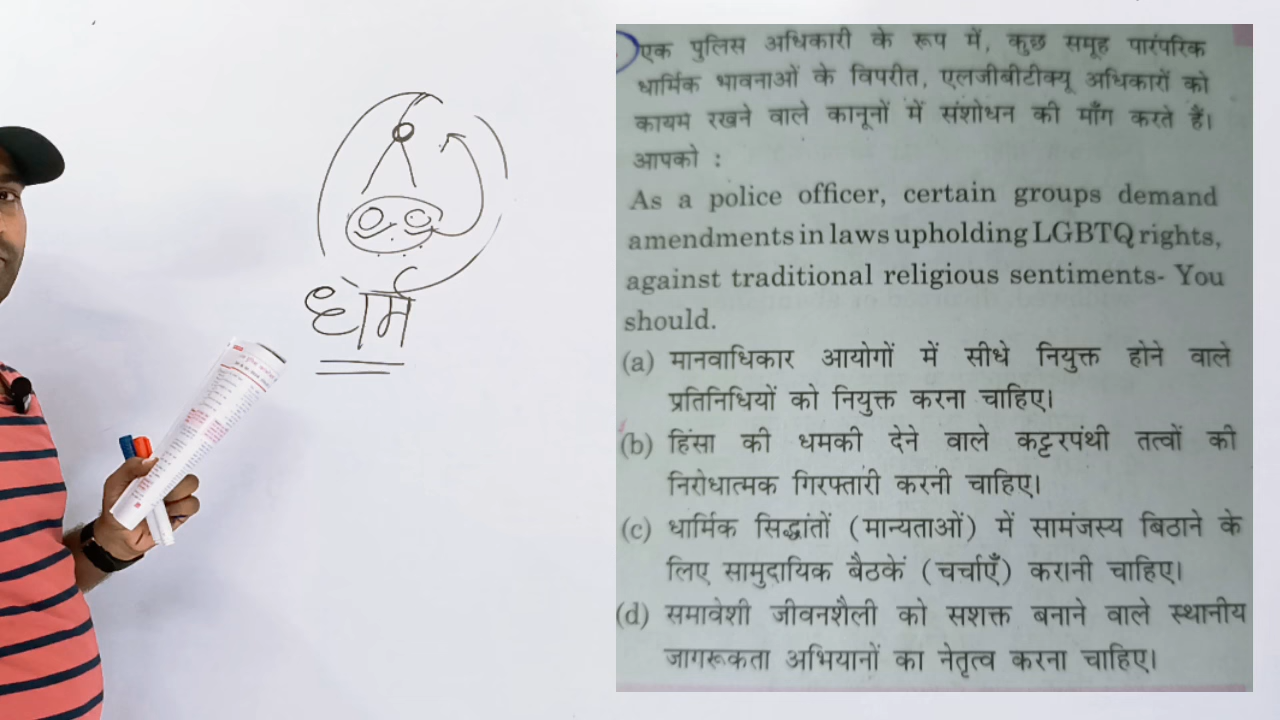 धर्म
एक पुलिस अधिकारी के रूप में, कुछ समूह पारंपरिक
धार्मिक भावनाओं के विपरीत, एलजीबीटीक्यू अधिकारों को
कायम रखने वाले कानूनों में संशोधन की माँग करते हैं।
आपको :
As a police officer, certain groups demand
amendments in laws upholding LGBTQ rights,
against traditional religious sentiments- You
should.
(a) मानवाधिकार आयोगों में सीधे नियुक्त होने वाले
प्रतिनिधियों को नियुक्त करना चाहिए।
(b) हिंसा की धमकी देने वाले कट्टरपंथी तत्वों की
निरोधात्मक गिरफ्तारी करनी चाहिए।
(c) धार्मिक सिद्धांतों (मान्यताओं) में सामंजस्य बिठाने के
लिए सामुदायिक बैठकें (चर्चाएँ) करानी चाहिए।
(d) समावेशी जीवनशैली को सशक्त बनाने वाले स्थानीय
जागरूकता अभियानों का नेतृत्व करना चाहिए।